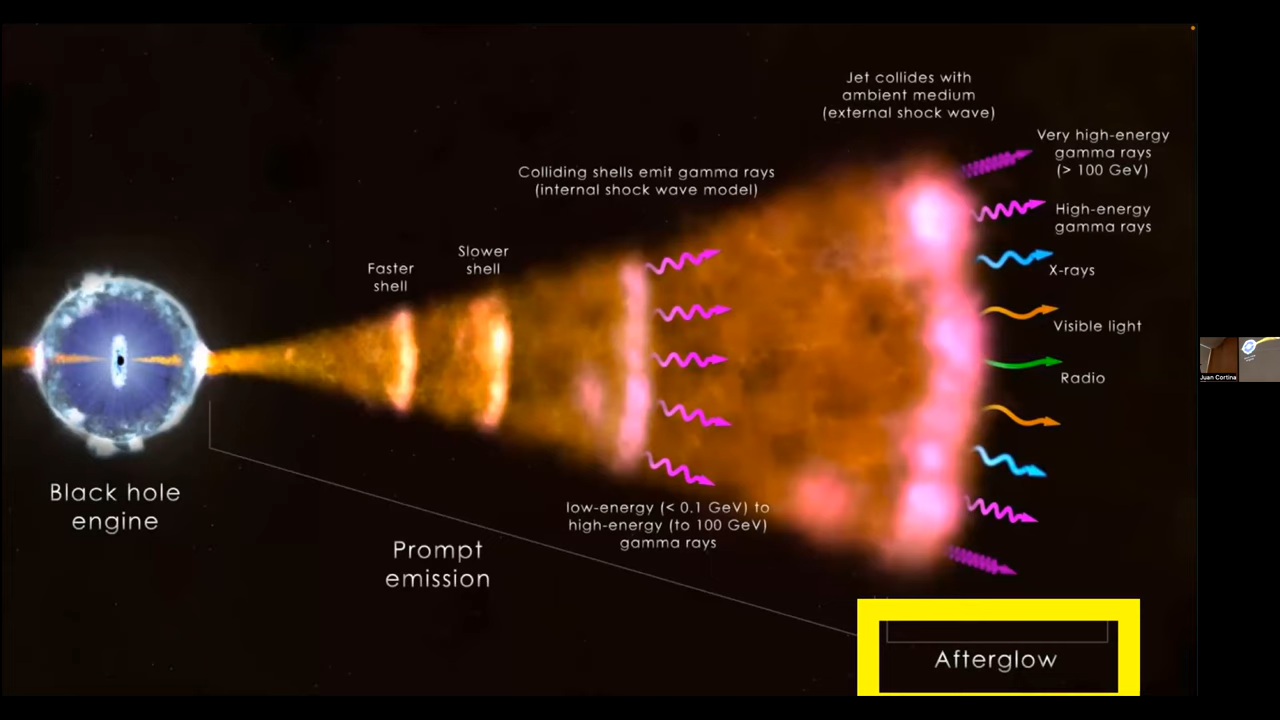 Jet collides with
ambient medium
(external shock wave)
Very high-energy
gamma rays
(> 100 GeV)
Colliding shells emit gamma rays
(internal shock wave model)
High-energy
gamma rays
Slower
shell
Faster
shell
X-rays
Visible light
Radio
Juan Cortina
Black hole
engine
low-energy (< 0.1 GeV) to
high-energy (to 100 GeV)
gamma rays
Prompt
emission
Afterglow